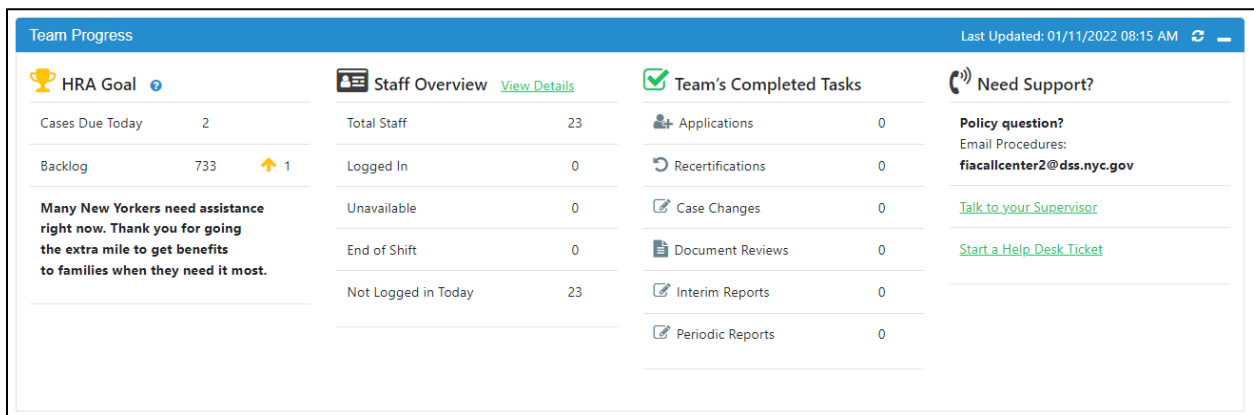 Team Progress
Last Updated: 01/11/2022 08:15 AM
HRA Goal
Cases Due Today 2
Backlog 733 1
Many New Yorkers need assistance
right now. Thank you for going
the extra mile to get benefits
to families when they need it most.
Staff Overview View Details
Total Staff 23
Logged In 0
Unavailable 0
End of Shift 0
Not Logged in Today 23
Team's Completed Tasks
Applications 0
Recertifications 0
Case Changes 0
Document Reviews 0
Interim Reports 0
Periodic Reports 0
Need Support?
Policy question?
Email Procedures:
fiacallcenter2@dss.nyc.gov
Talk to your Supervisor
Start a Help Desk Ticket